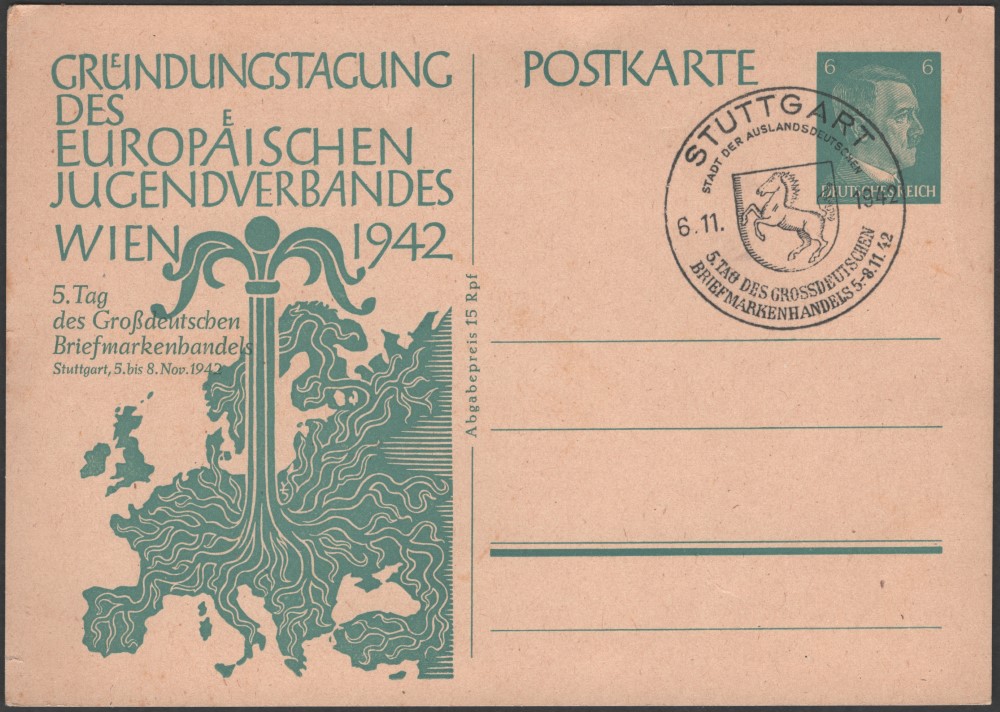 GRUENDUNGSTAGUNG
DES
EUROPAEISCHEN
JUGENDVERBANDES
WIEN 1942
5. Tag
des Großdeutschen
Briefmarkenhandels
Stuttgart, 5. bis 8. Nov. 1942
Abgabepreis 15 Rpf
POSTKARTE
6 6
DEUTSCHES REICH
STUTTGART
STADT DER AUSLANDSDEUTSCHEN
6.11. 1942
5. TAG DES GROSSDEUTSCHEN
BRIEFMARKENHANDELS 5.-8.11.42